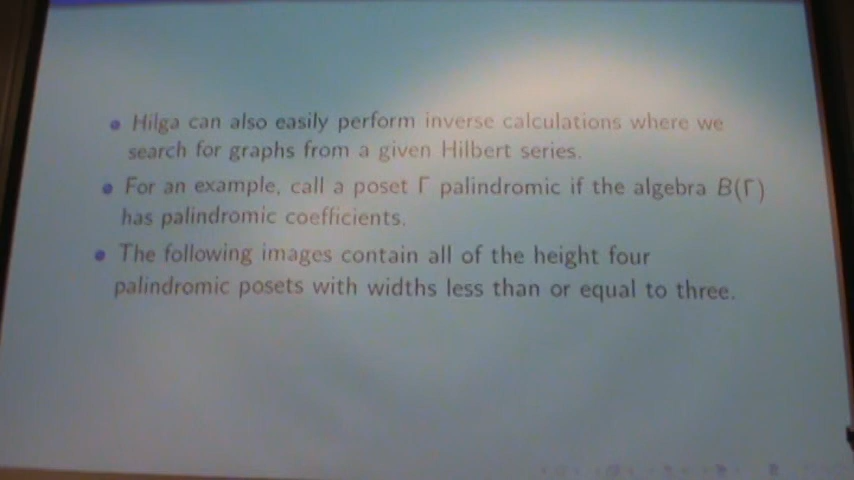 Hilga can also easily perform inverse calculations where we
search for graphs from a given Hilbert series.
For an example, call a poset Γ palindromic if the algebra B(Γ)
has palindromic coefficients.
The following images contain all of the height four
palindromic posets with widths less than or equal to three.